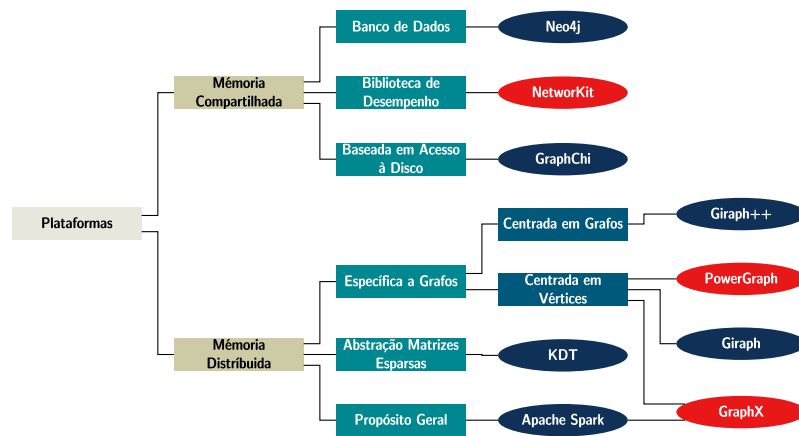 Banco de Dados
Neo4j
Mémoria
Compartilhada
Biblioteca de
Desempenho
NetworKit
Baseada em Acesso
à Disco
GraphChi
Plataformas
Centrada em Grafos
Giraph++
Específica a Grafos
Centrada em
Vértices
PowerGraph
Giraph
Mémoria
Distríbuida
Abstração Matrizes
Esparsas
KDT
Propósito Geral
Apache Spark
GraphX